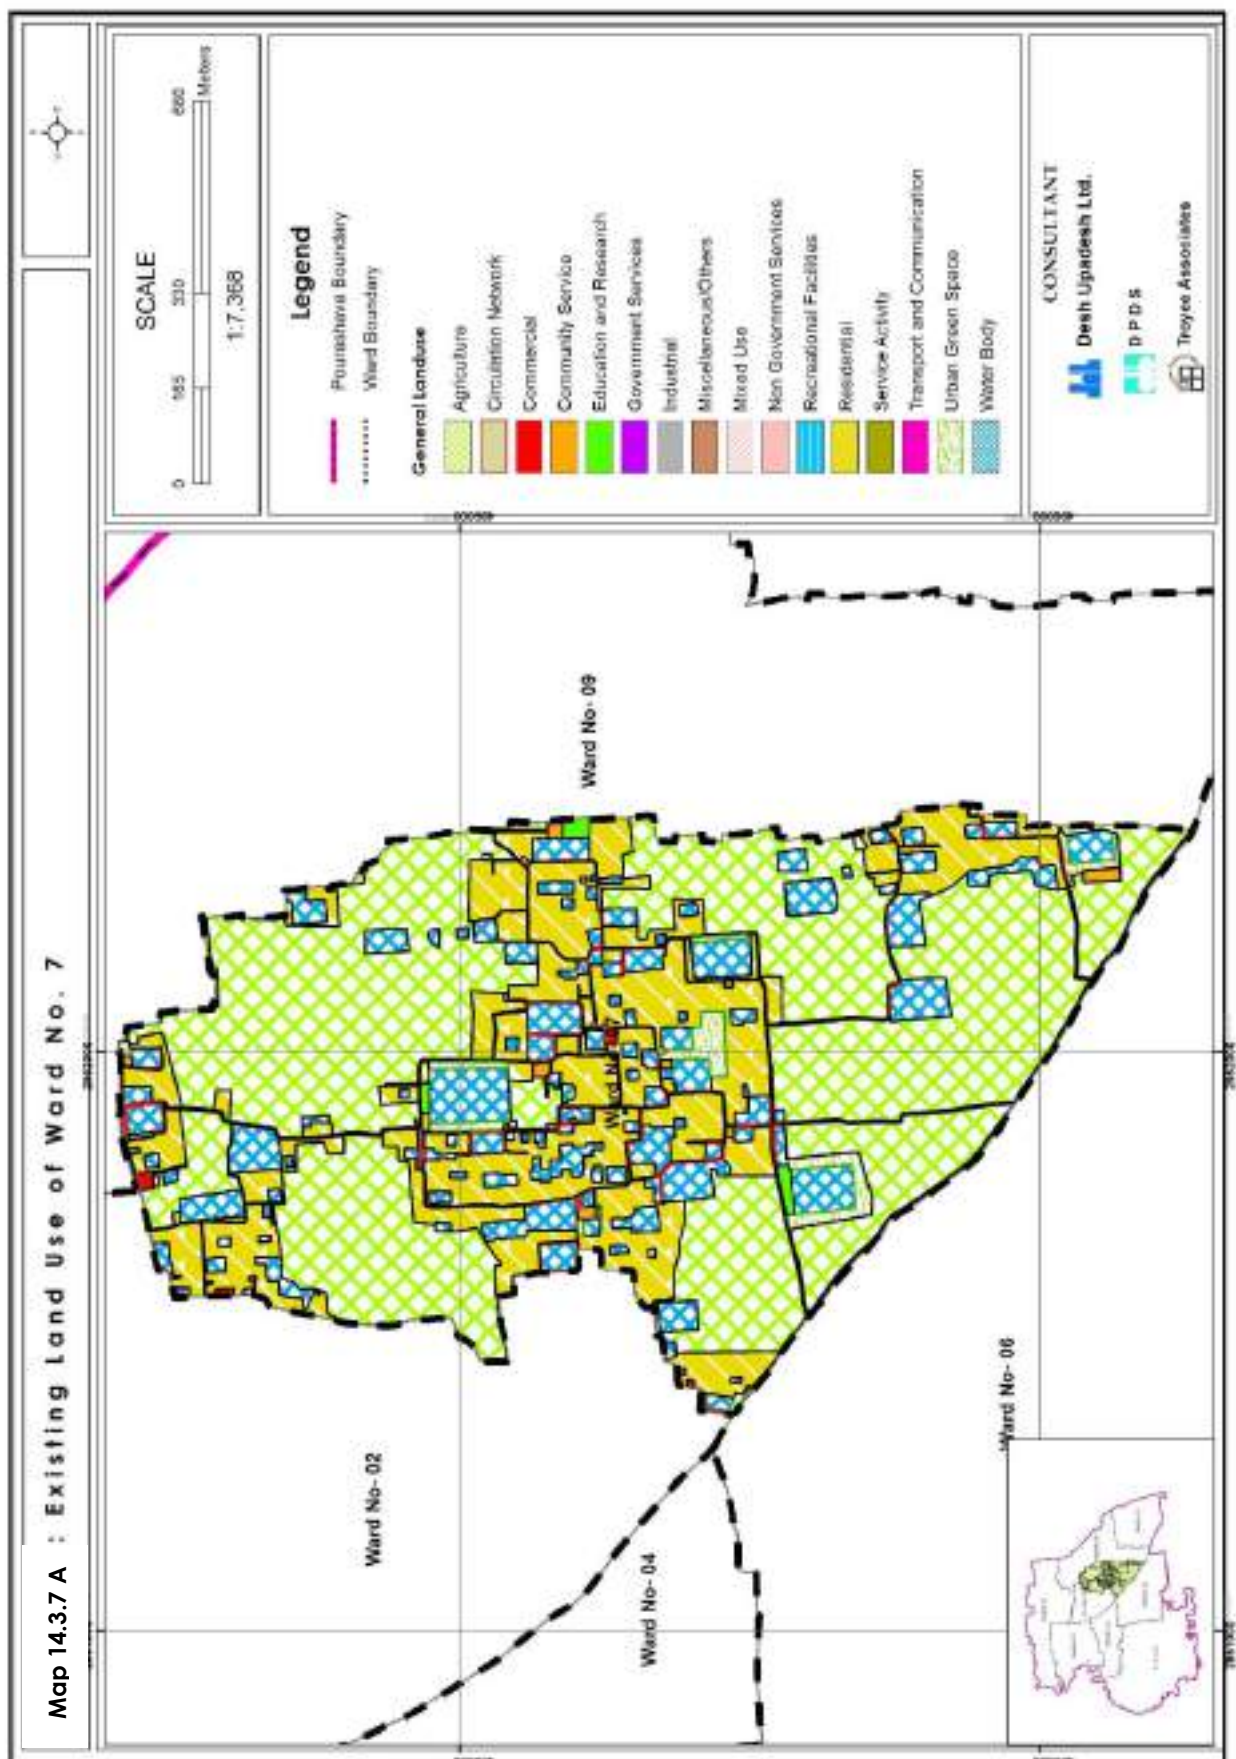 Map 14.3.7 A : Existing Land Use of Ward No. 7
SCALE
0 165 330 660
Meters
1:7,368
Legend
Pourashava Boundary
Ward Boundary
General Landuse
Agriculture
Circulation Network
Commercial
Community Service
Education and Research
Government Services
Industrial
Miscellaneous/Others
Mixed Use
Non Government Services
Recreational Facilities
Residential
Service Activity
Transport and Communication
Urban Green Space
Water Body
CONSULTANT
Desh Upadesh Ltd.
D P D S
Troyee Associates
Ward No- 09
Ward No- 02
Ward No- 04
Ward No- 06